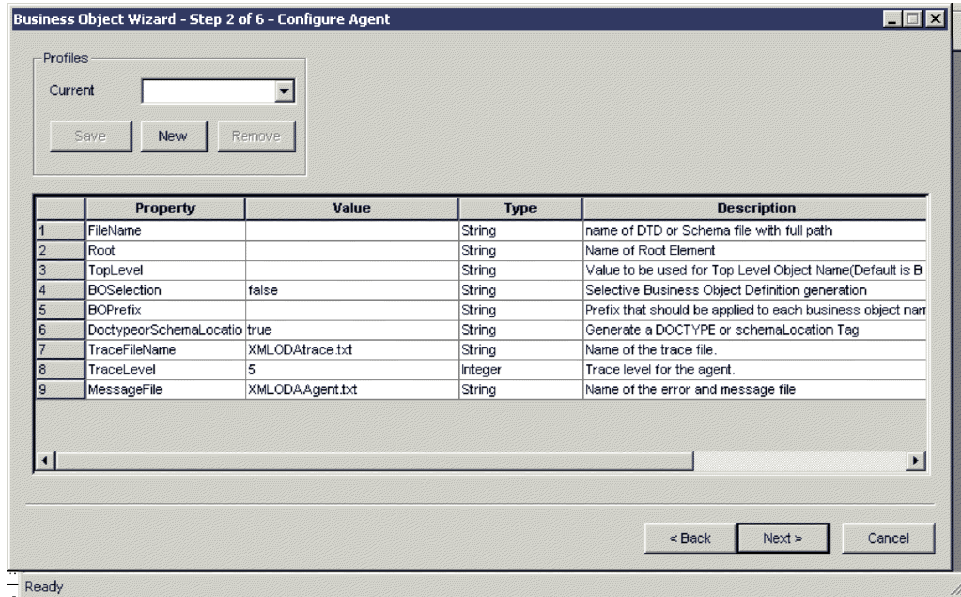 Business Object Wizard - Step 2 of 6 - Configure Agent
Profiles
Current
Save New Remove
Property Value Type Description
1 FileName String name of DTD or Schema file with full path
2 Root String Name of Root Element
3 TopLevel String Value to be used for Top Level Object Name(Default is B
4 BOSelection false String Selective Business Object Definition generation
5 BOPrefix String Prefix that should be applied to each business object nam
6 DoctypeorSchemaLocatio true String Generate a DOCTYPE or schemaLocation Tag
7 TraceFileName XMLODAtrace.txt String Name of the trace file.
8 TraceLevel 5 Integer Trace level for the agent.
9 MessageFile XMLODAAgent.txt String Name of the error and message file
< Back Next > Cancel
Ready